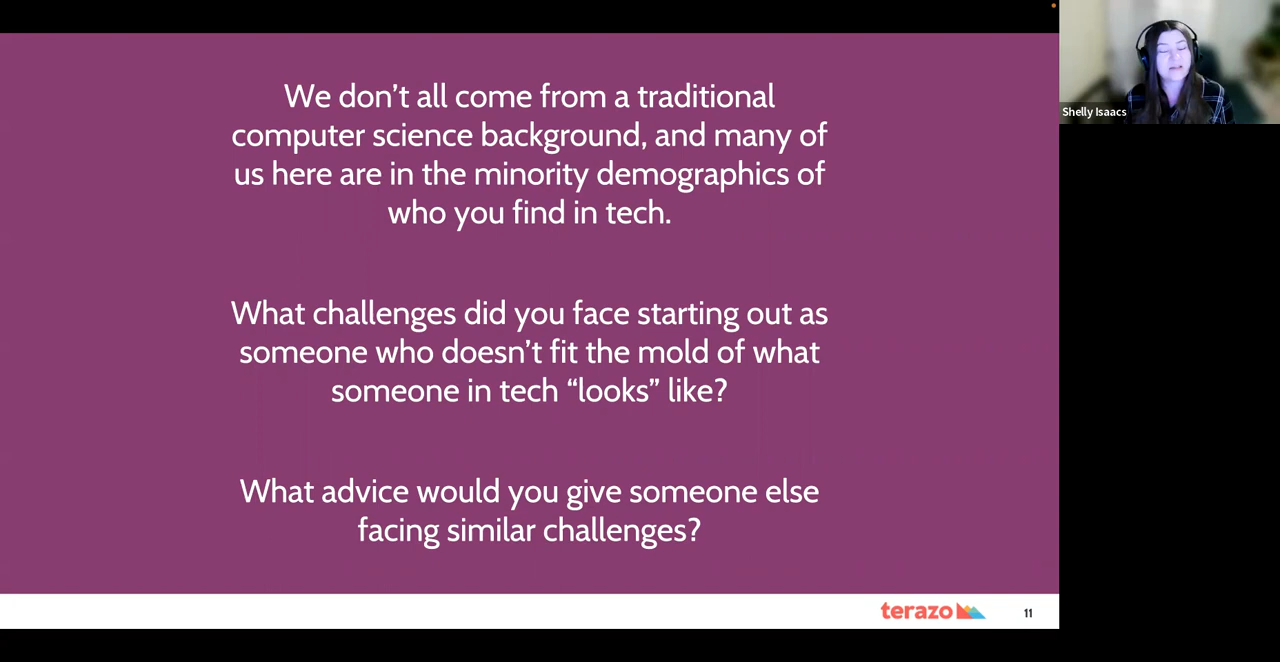 We don’t all come from a traditional
computer science background, and many of
us here are in the minority demographics of
who you find in tech.
What challenges did you face starting out as
someone who doesn’t fit the mold of what
someone in tech “looks” like?
What advice would you give someone else
facing similar challenges?
terazo
11
Shelly Isaacs